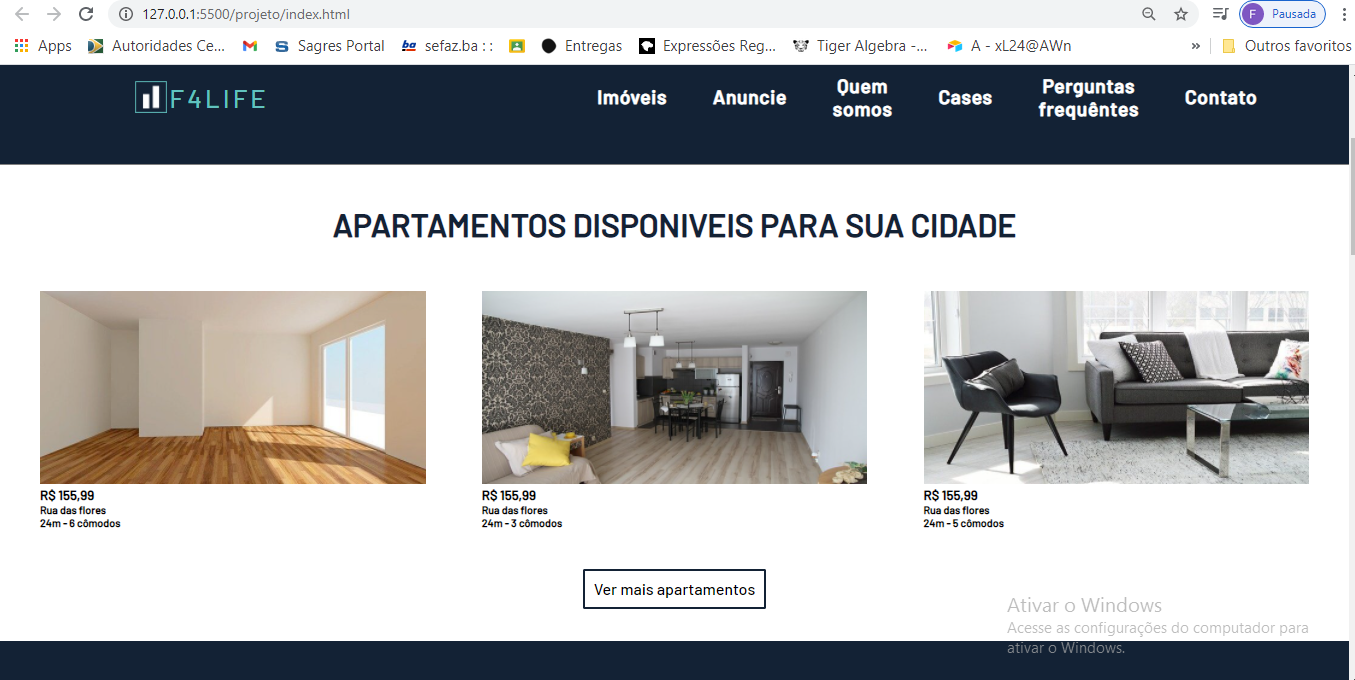 127.0.0.1:5500/projeto/index.html
F
Pausada
Apps
Autoridades Ce...
Sagres Portal
ba
sefaz.ba : :
Entregas
Expressões Reg...
Tiger Algebra -...
A - xL24@AWn
»
Outros favoritos
F4LIFE
Imóveis
Anuncie
Quem
somos
Cases
Perguntas
frequêntes
Contato
APARTAMENTOS DISPONIVEIS PARA SUA CIDADE
R$ 155,99
Rua das flores
24m - 6 cômodos
R$ 155,99
Rua das flores
24m - 3 cômodos
R$ 155,99
Rua das flores
24m - 5 cômodos
Ver mais apartamentos
Ativar o Windows
Acesse as configurações do computador para
ativar o Windows.